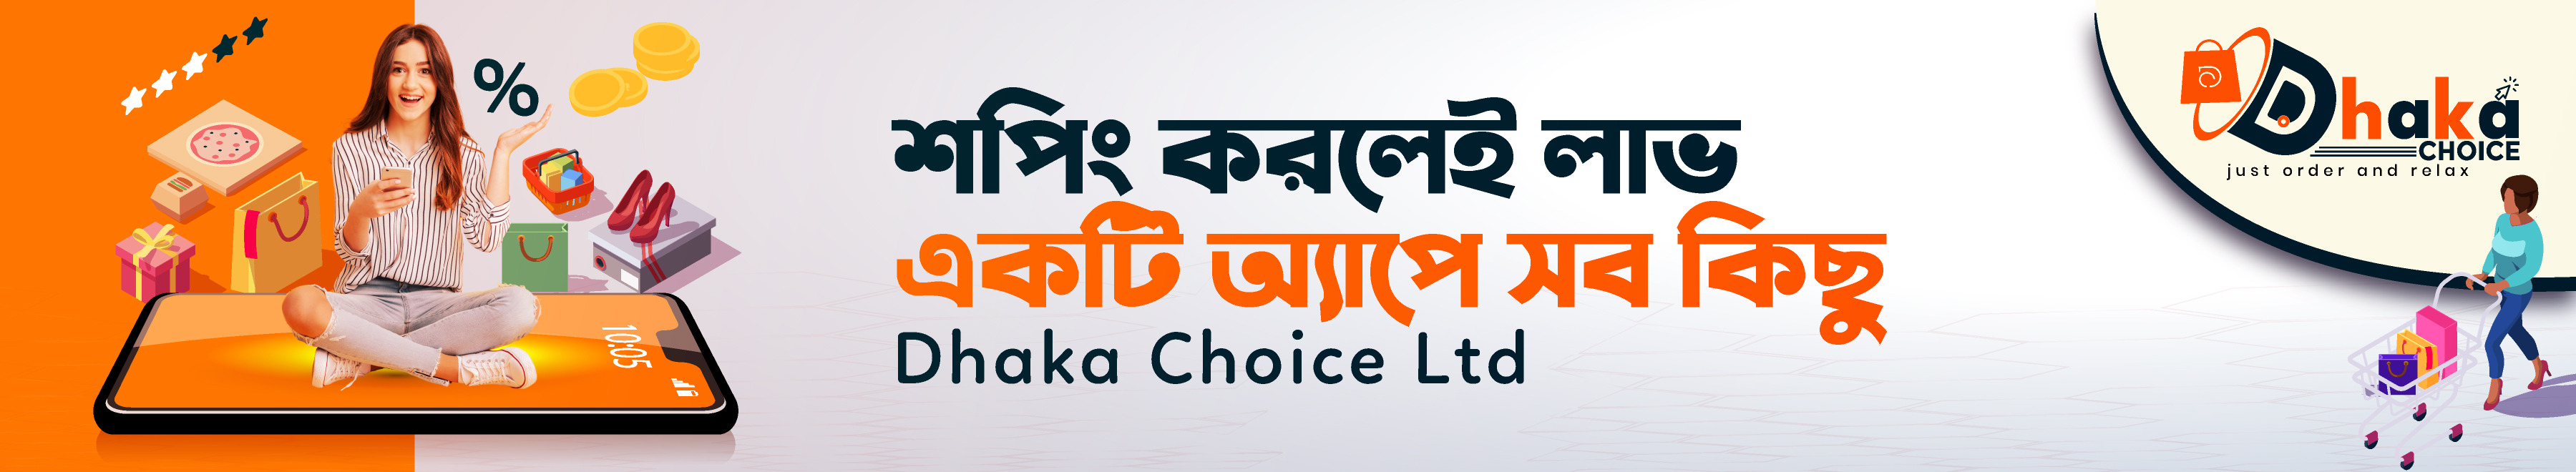 %
শপিং করলেই লাভ
একটি অ্যাপে সব কিছু
Dhaka Choice Ltd
10:05
Dhaka
CHOICE
just order and relax